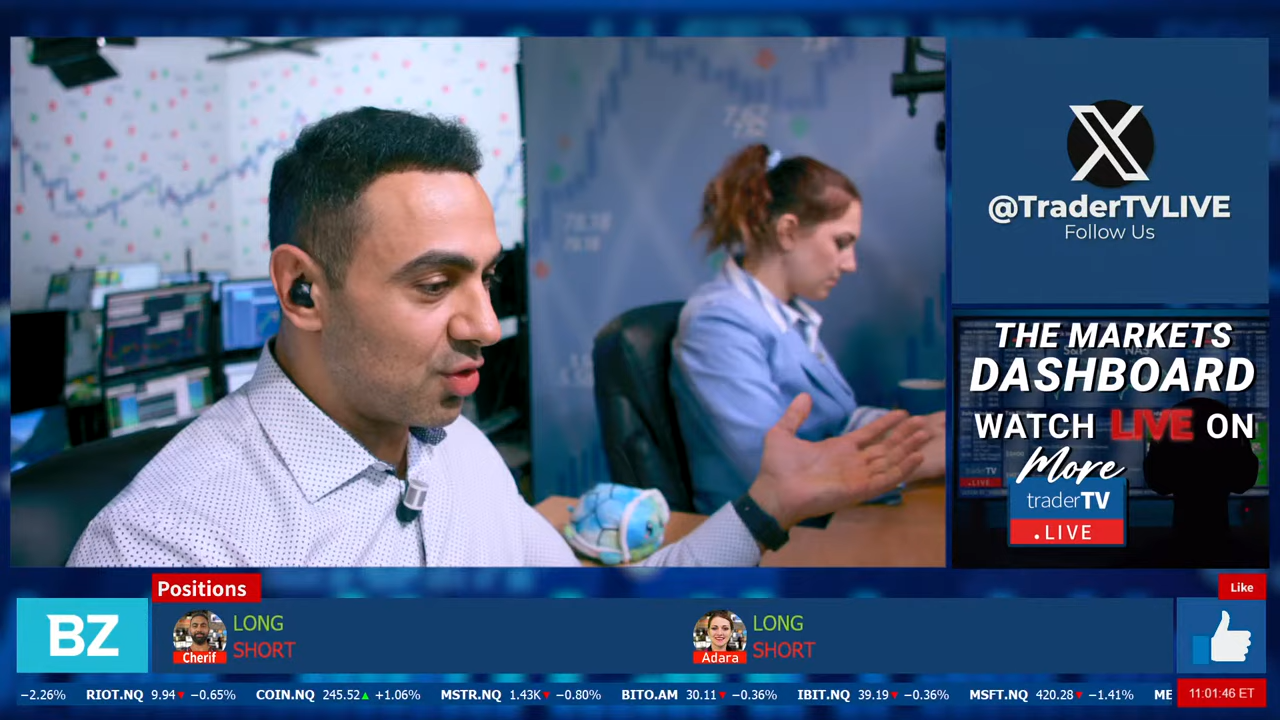 @TraderTVLIVE
Follow Us
THE MARKETS
DASHBOARD
WATCH LIVE ON
More
traderTV
.LIVE
Positions
Like
BZ
LONG
SHORT
Cherif
LONG
SHORT
Adara
−2.26% RIOT.NQ 9.94▼ −0.65% COIN.NQ 245.52▲ +1.06% MSTR.NQ 1.43K▼ −0.80% BITO.AM 30.11▼ −0.36% IBIT.NQ 39.19▼ −0.36% MSFT.NQ 420.28▼ −1.41% ME
11:01:46 ET